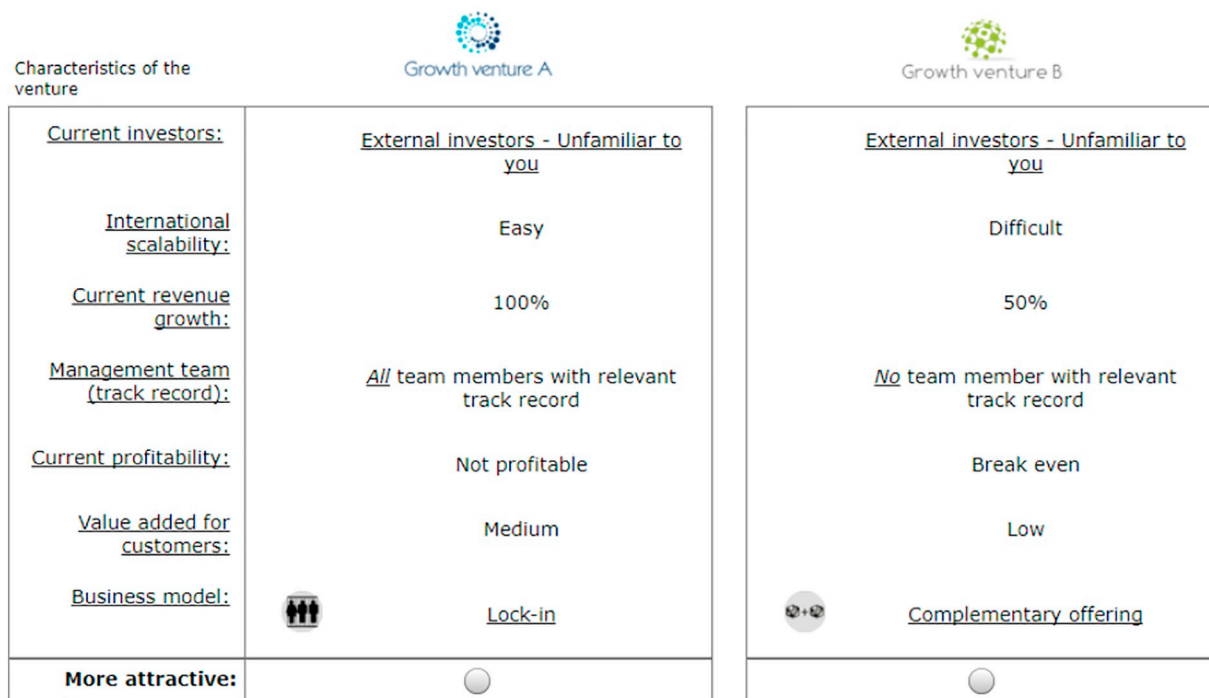 Growth venture A
Growth venture B
Characteristics of the
venture
Current investors:
External investors - Unfamiliar to
you
External investors - Unfamiliar to
you
International
scalability:
Easy
Difficult
Current revenue
growth:
100%
50%
Management team
(track record):
All team members with relevant
track record
No team member with relevant
track record
Current profitability:
Not profitable
Break even
Value added for
customers:
Medium
Low
Business model:
Lock-in
Complementary offering
More attractive: